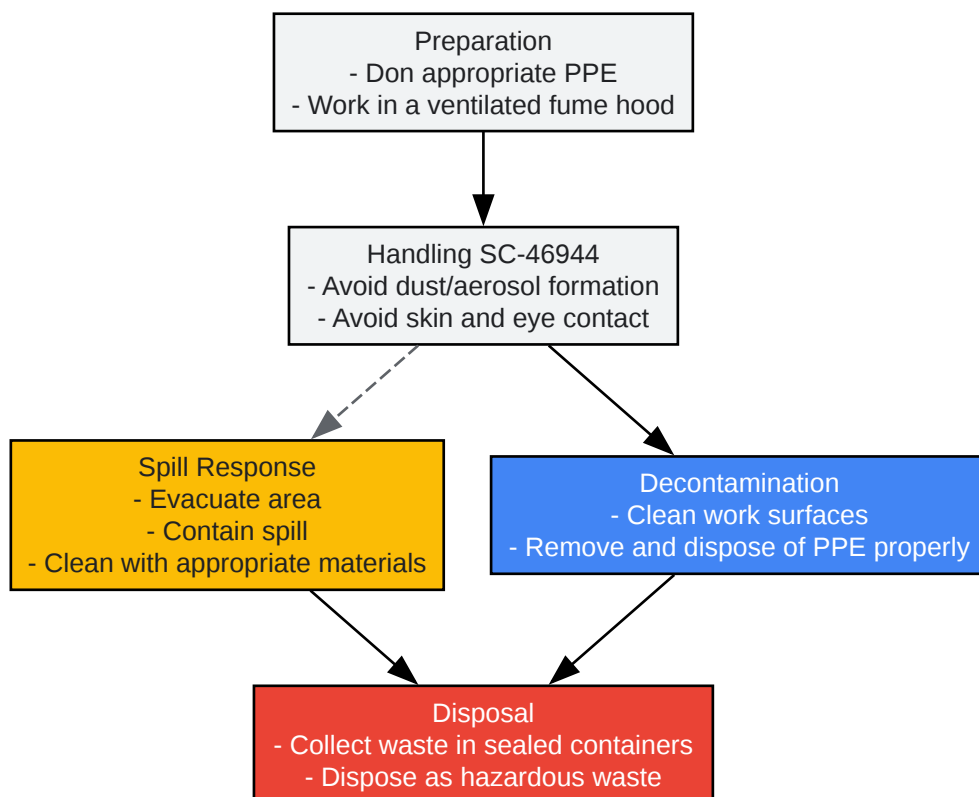 Preparation
- Don appropriate PPE
- Work in a ventilated fume hood
Handling SC-46944
- Avoid dust/aerosol formation
- Avoid skin and eye contact
Spill Response
- Evacuate area
- Contain spill
- Clean with appropriate materials
Decontamination
- Clean work surfaces
- Remove and dispose of PPE properly
Disposal
- Collect waste in sealed containers
- Dispose as hazardous waste